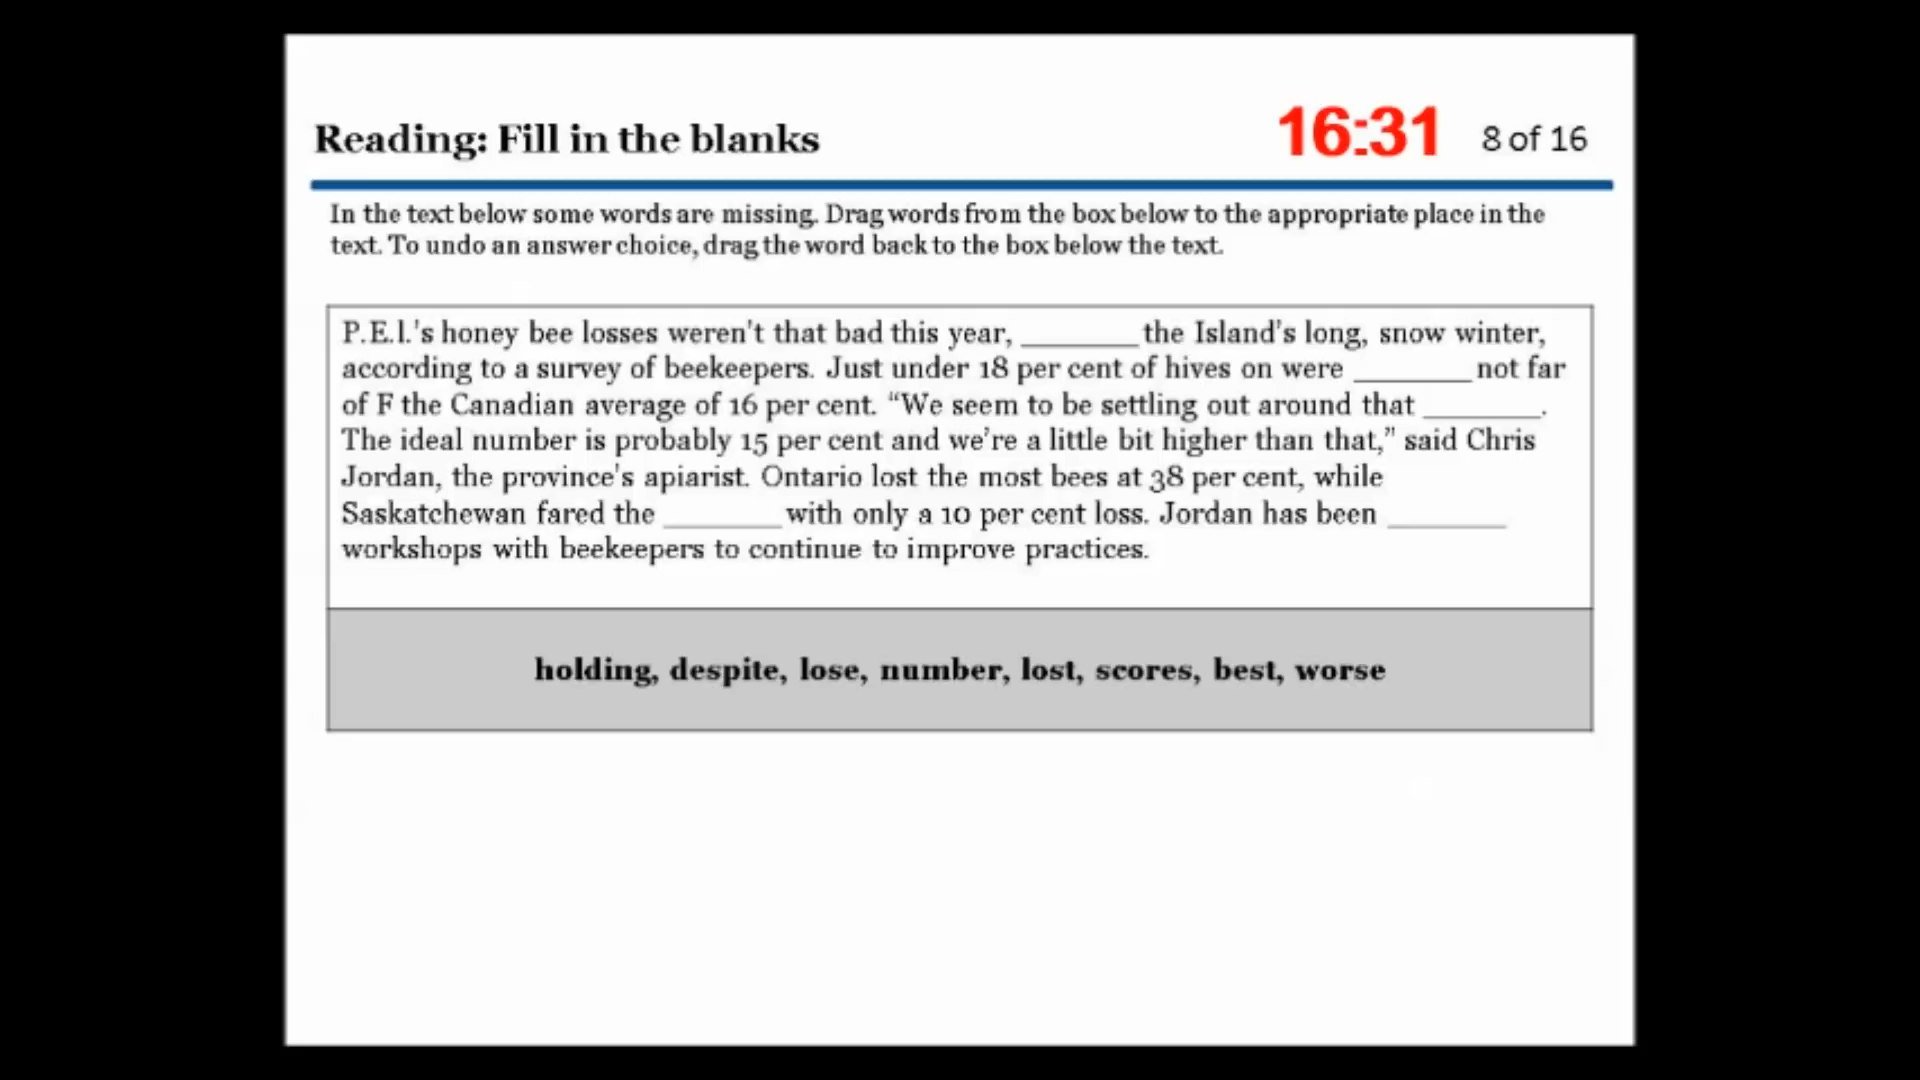 Reading: Fill in the blanks
16:31
8 of 16
In the text below some words are missing. Drag words from the box below to the appropriate place in the
text. To undo an answer choice, drag the word back to the box below the text.
P.E.l.'s honey bee losses weren't that bad this year, ________ the Island's long, snow winter,
according to a survey of beekeepers. Just under 18 per cent of hives on were ________ not far
of F the Canadian average of 16 per cent. “We seem to be settling out around that ________.
The ideal number is probably 15 per cent and we're a little bit higher than that,” said Chris
Jordan, the province's apiarist. Ontario lost the most bees at 38 per cent, while
Saskatchewan fared the ________ with only a 10 per cent loss. Jordan has been ________
workshops with beekeepers to continue to improve practices.
holding, despite, lose, number, lost, scores, best, worse